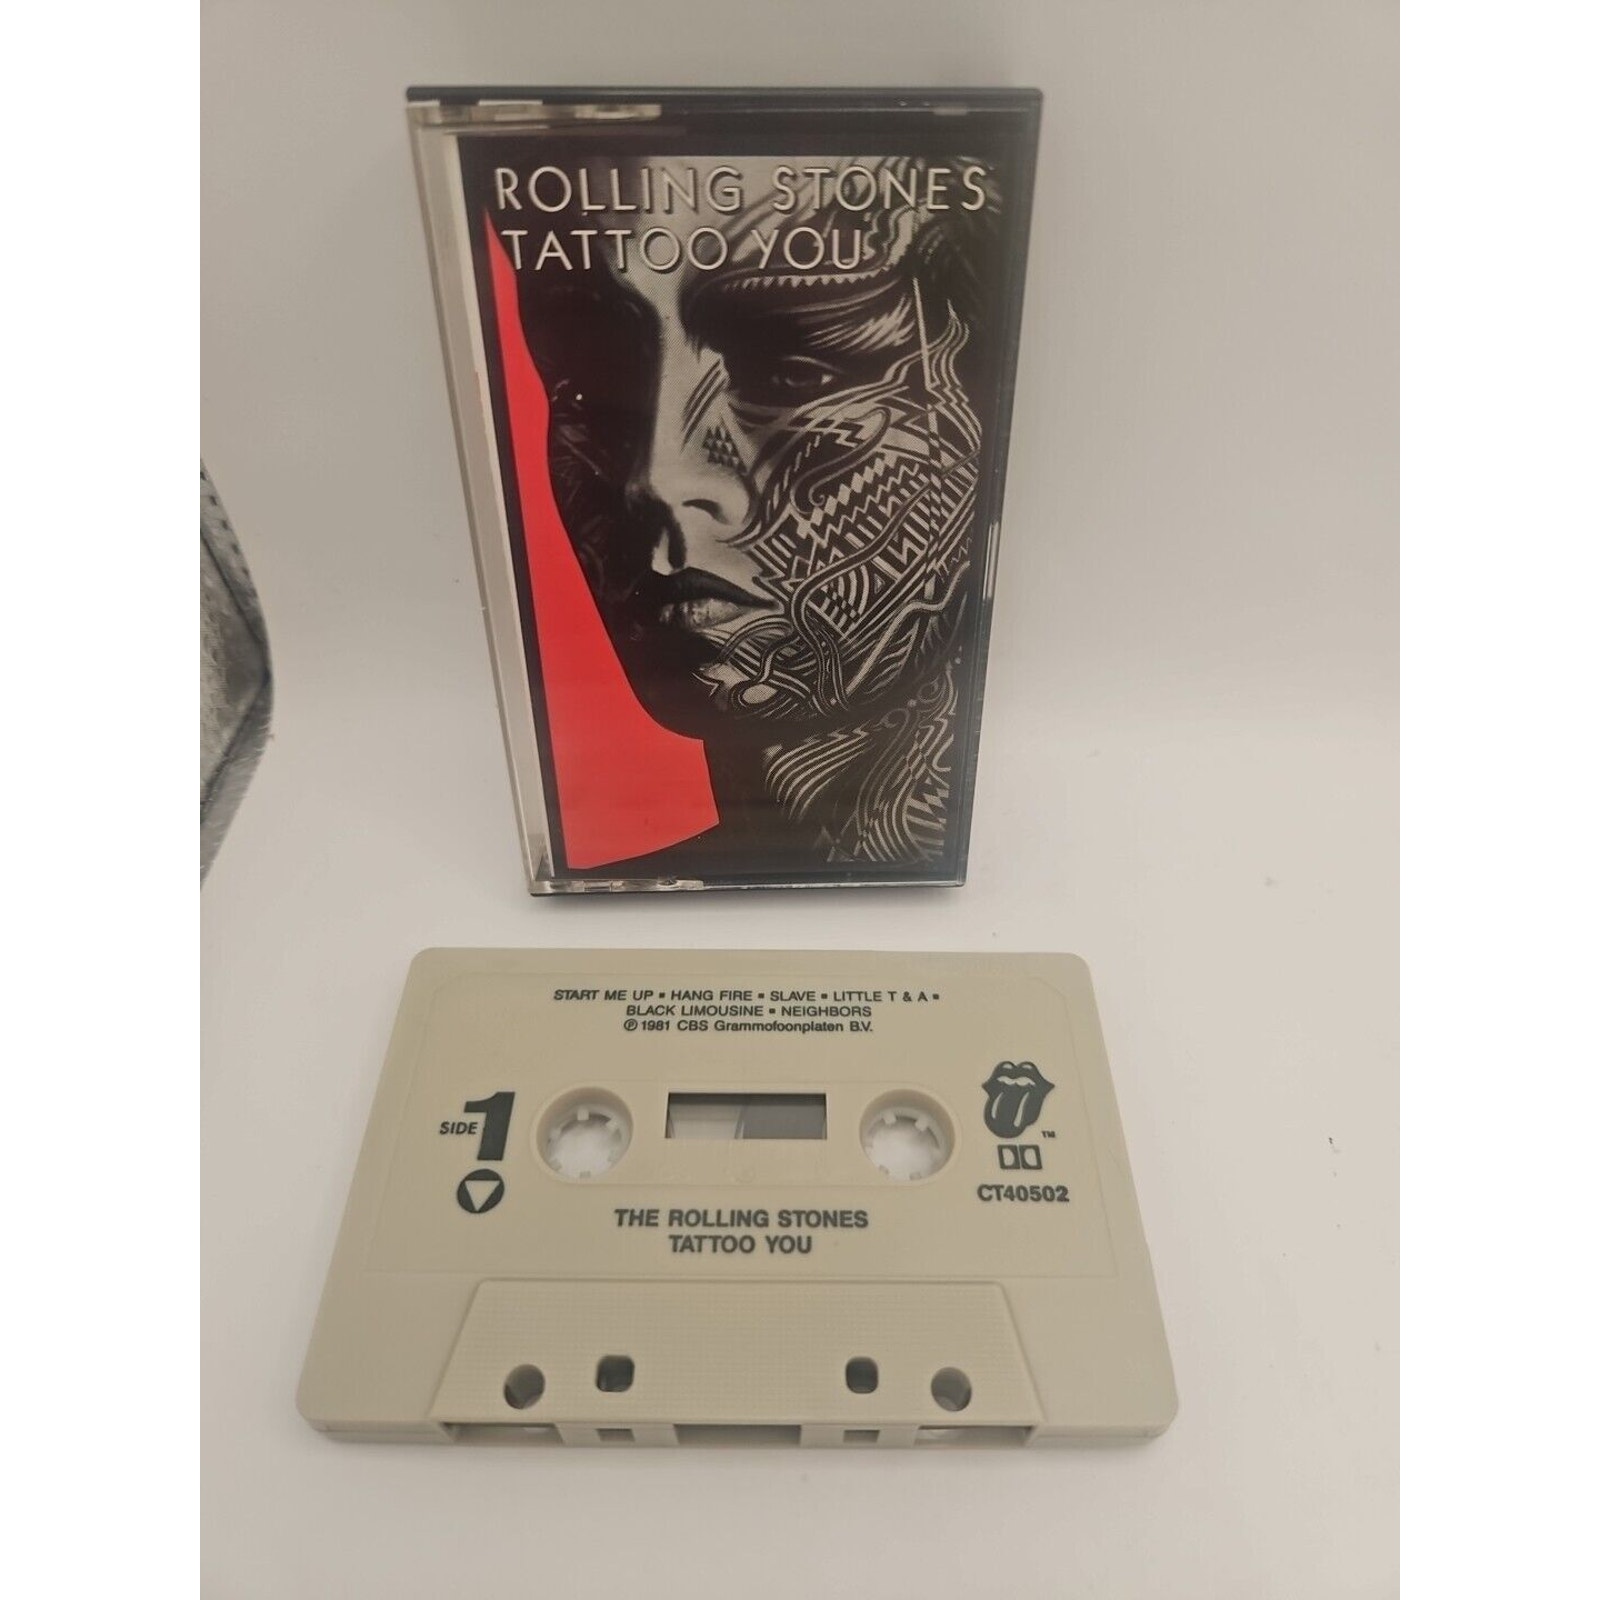 ROLLING STONES
TATTOO YOU
START ME UP ▪ HANG FIRE ▪ SLAVE ▪ LITTLE T & A ▪
BLACK LIMOUSINE ▪ NEIGHBORS
℗ 1981 CBS Grammofoonplaten B.V.
SIDE 1
TM
CT40502
THE ROLLING STONES
TATTOO YOU